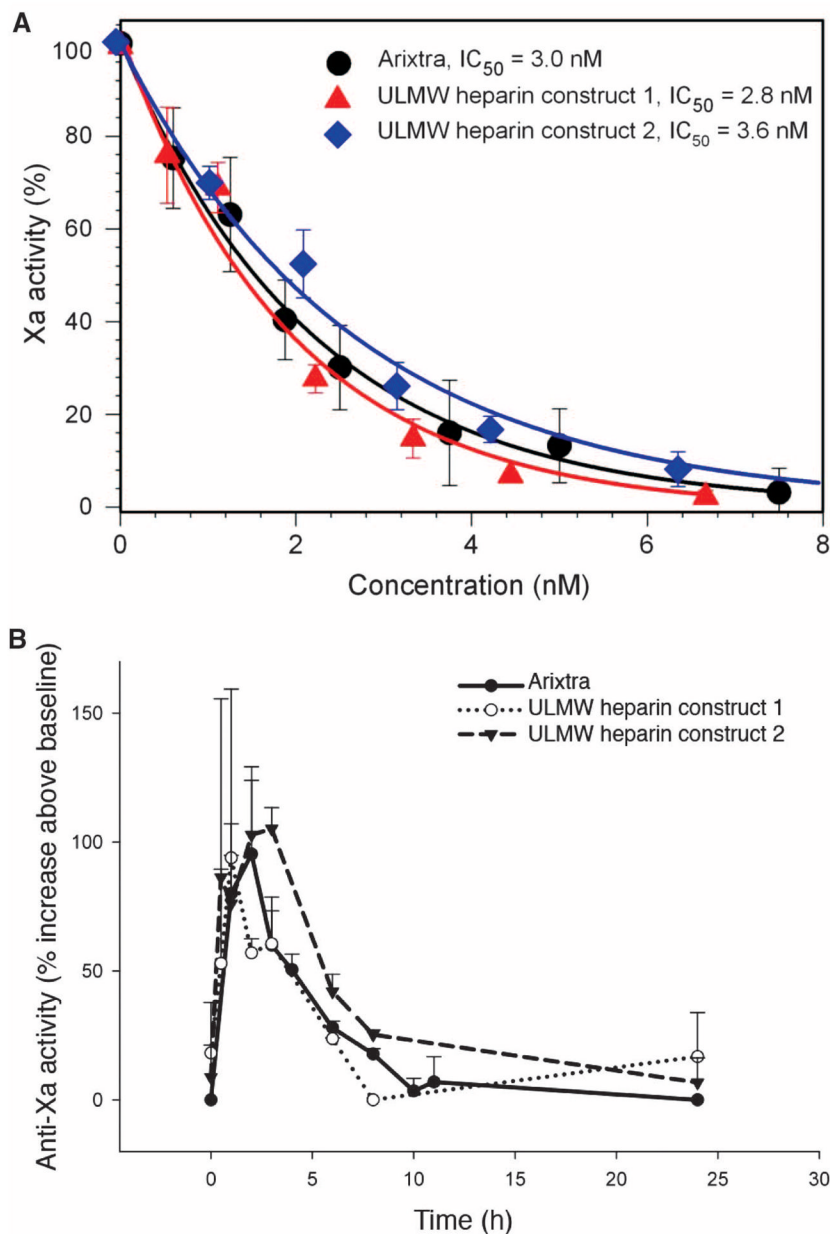 A
Xa activity (%)
100
80
60
40
20
0
Arixtra, IC50 = 3.0 nM
ULMW heparin construct 1, IC50 = 2.8 nM
ULMW heparin construct 2, IC50 = 3.6 nM
0 2 4 6 8
Concentration (nM)
B
Anti-Xa activity (% increase above baseline)
150
100
50
0
Arixtra
ULMW heparin construct 1
ULMW heparin construct 2
0 5 10 15 20 25 30
Time (h)